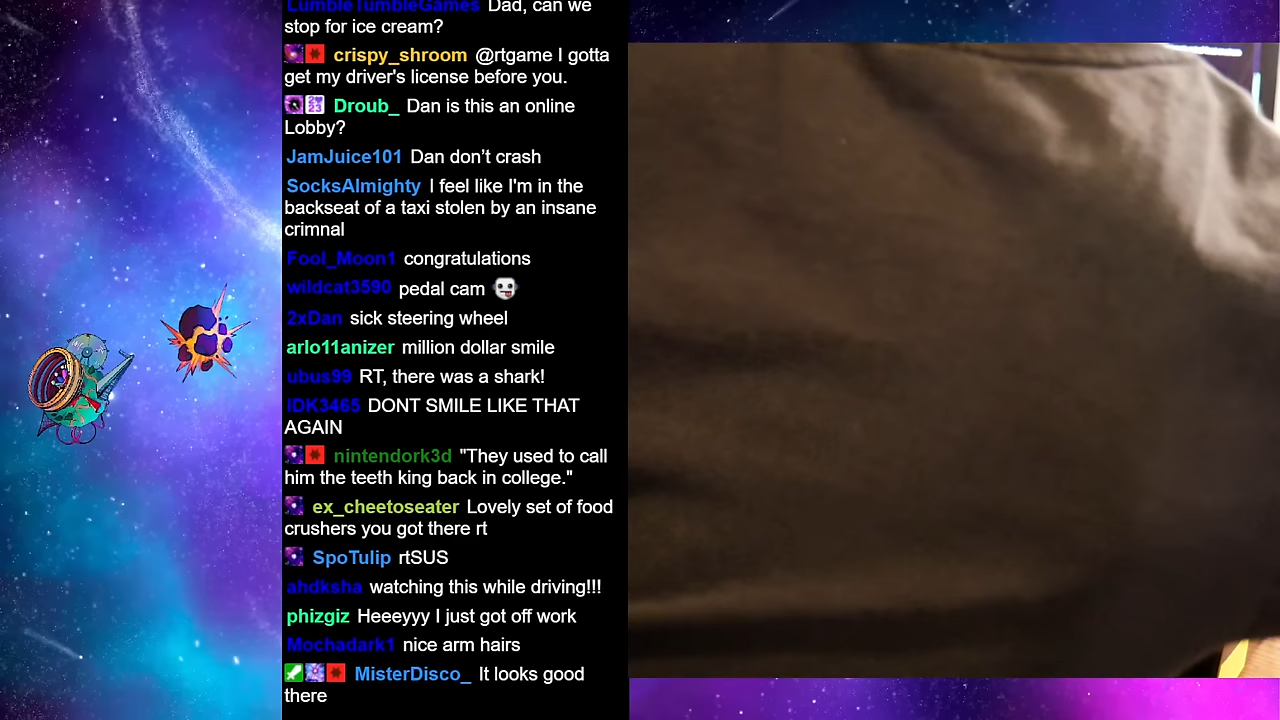 LumbleTumbleGames Dad, can we
stop for ice cream?
crispy_shroom @rtgame I gotta
get my driver's license before you.
Droub_ Dan is this an online
Lobby?
JamJuice101 Dan don’t crash
SocksAlmighty I feel like I'm in the
backseat of a taxi stolen by an insane
crimnal
Fool_Moon1 congratulations
wildcat3590 pedal cam
2xDan sick steering wheel
arlo11anizer million dollar smile
ubus99 RT, there was a shark!
IDK3465 DONT SMILE LIKE THAT
AGAIN
nintendork3d "They used to call
him the teeth king back in college."
ex_cheetoseater Lovely set of food
crushers you got there rt
SpoTulip rtSUS
ahdksha watching this while driving!!!
phizgiz Heeeyyy I just got off work
Mochadark1 nice arm hairs
MisterDisco_ It looks good
there